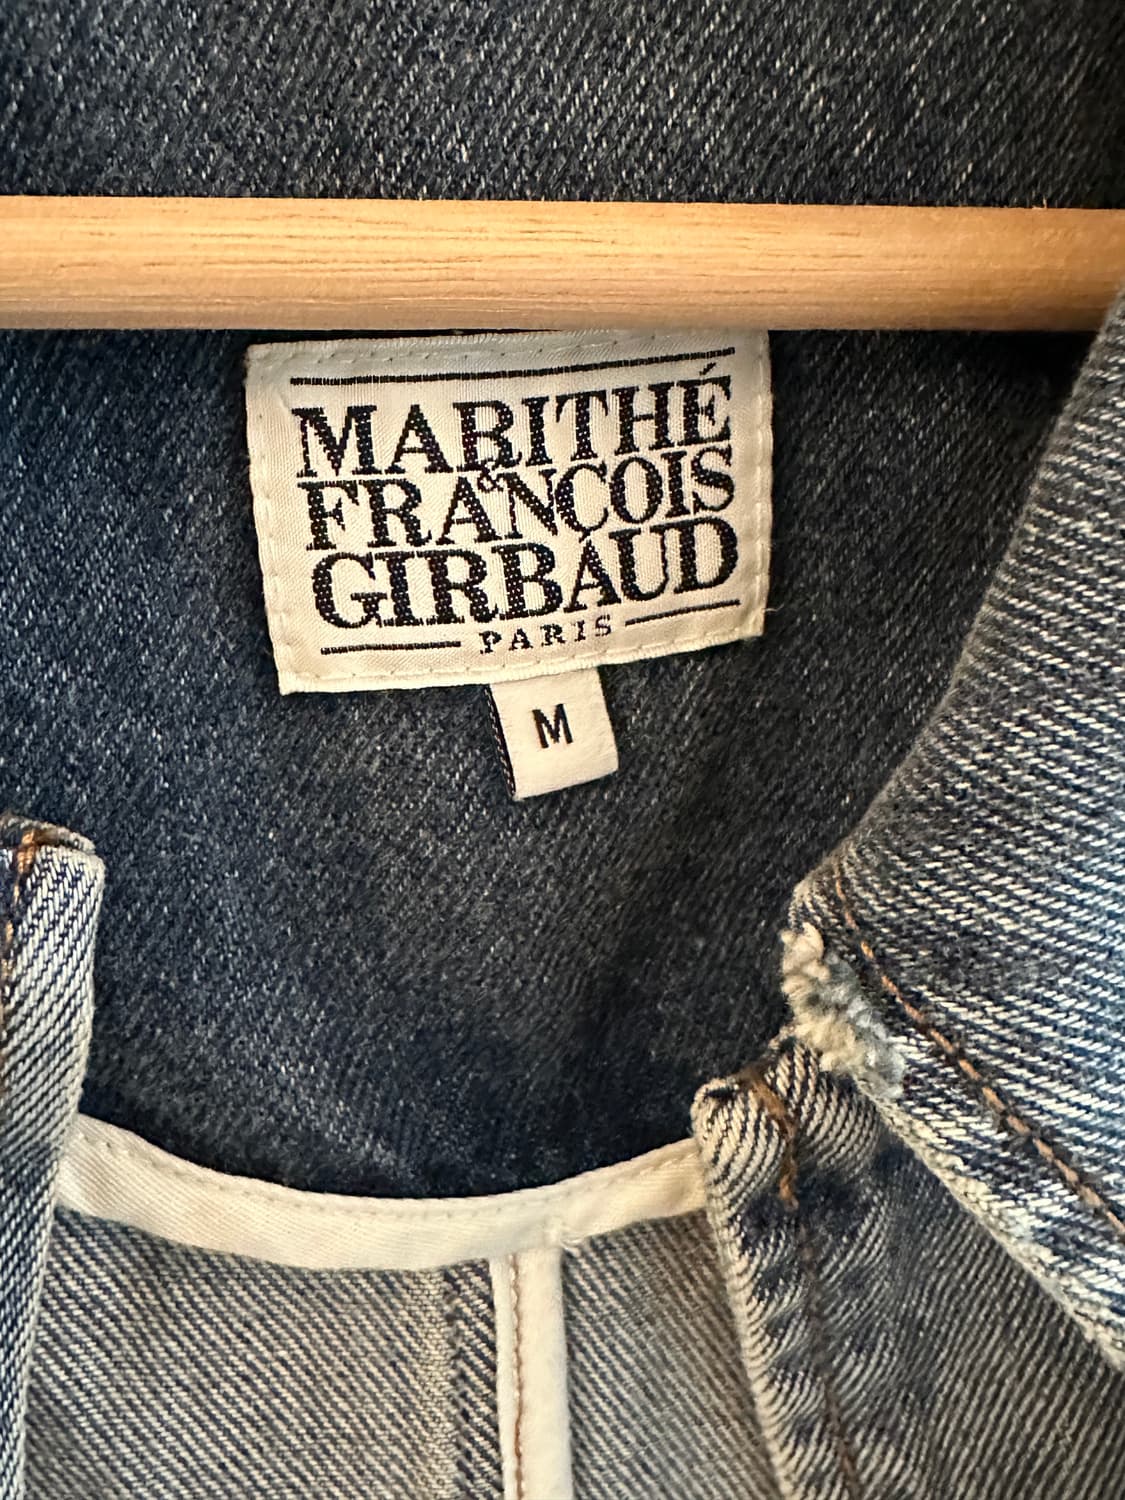 MARITHÉ
&
FRANÇOIS
GIRBAUD
PARIS
M